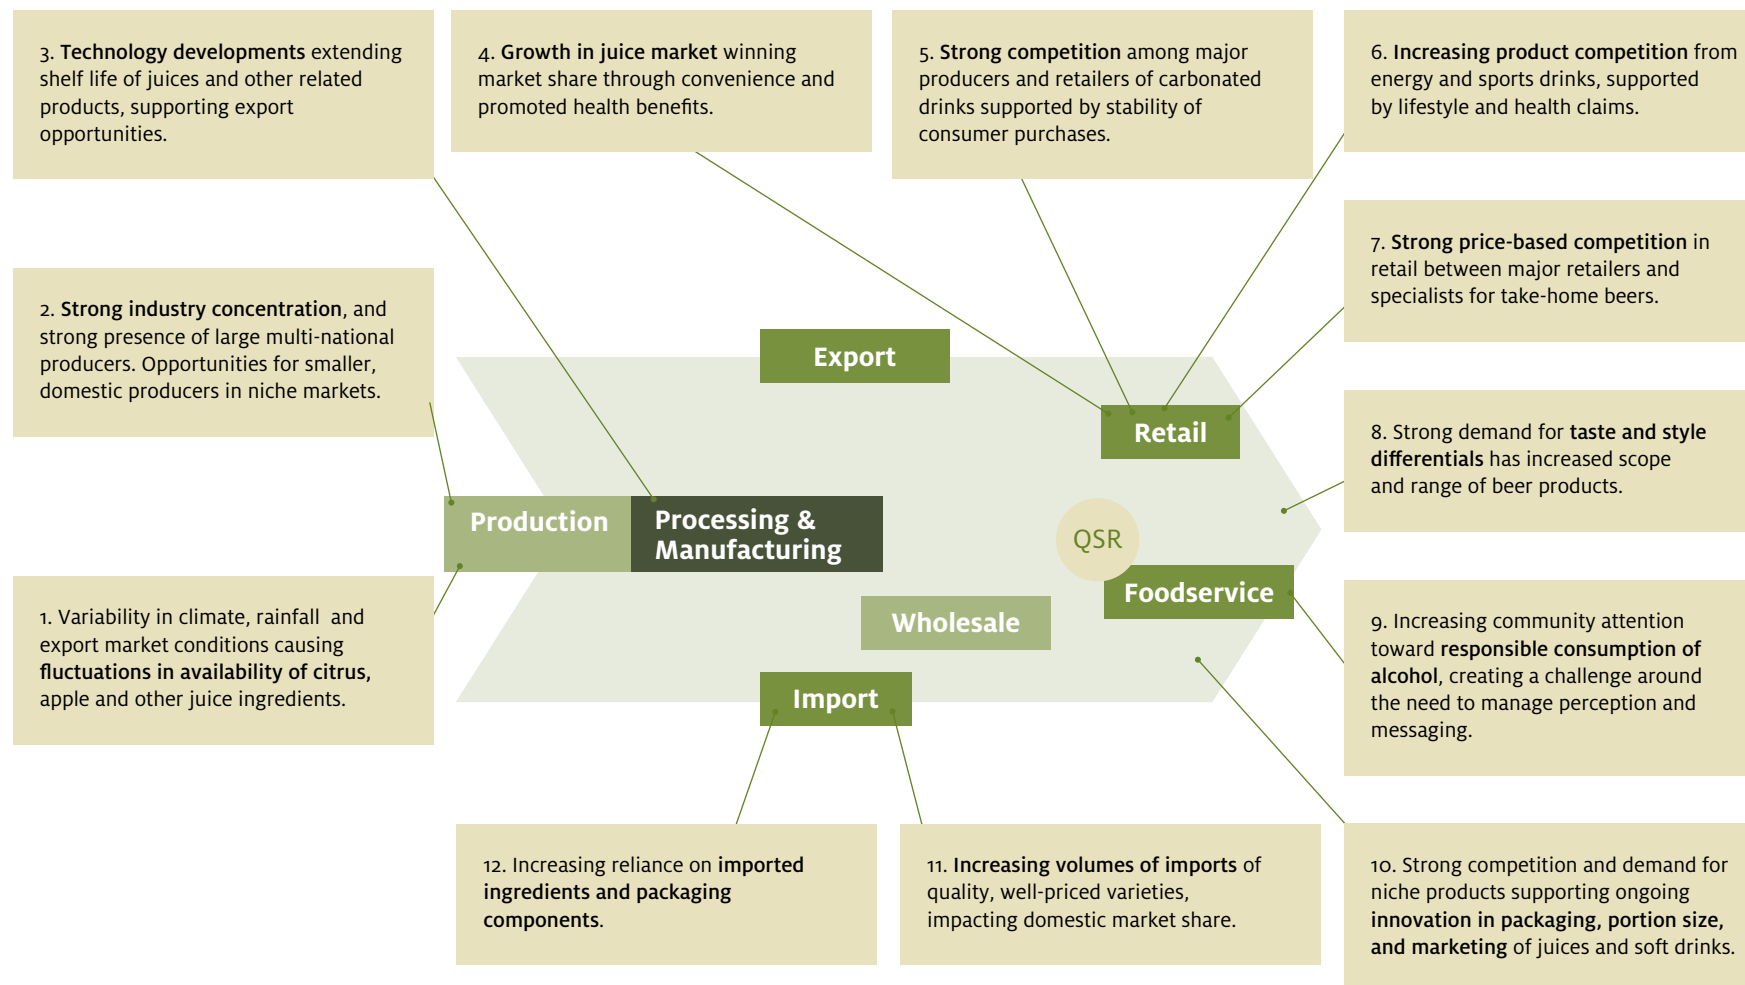 3. Technology developments extending
shelf life of juices and other related
products, supporting export
opportunities.
4. Growth in juice market winning
market share through convenience and
promoted health benefits.
5. Strong competition among major
producers and retailers of carbonated
drinks supported by stability of
consumer purchases.
6. Increasing product competition from
energy and sports drinks, supported
by lifestyle and health claims.
7. Strong price-based competition in
retail between major retailers and
specialists for take-home beers.
2. Strong industry concentration, and
strong presence of large multi-national
producers. Opportunities for smaller,
domestic producers in niche markets.
Export
Retail
8. Strong demand for taste and style
differentials has increased scope
and range of beer products.
Production
Processing &
Manufacturing
QSR
Foodservice
Wholesale
1. Variability in climate, rainfall and
export market conditions causing
fluctuations in availability of citrus,
apple and other juice ingredients.
9. Increasing community attention
toward responsible consumption of
alcohol, creating a challenge around
the need to manage perception and
messaging.
Import
12. Increasing reliance on imported
ingredients and packaging
components.
11. Increasing volumes of imports of
quality, well-priced varieties,
impacting domestic market share.
10. Strong competition and demand for
niche products supporting ongoing
innovation in packaging, portion size,
and marketing of juices and soft drinks.